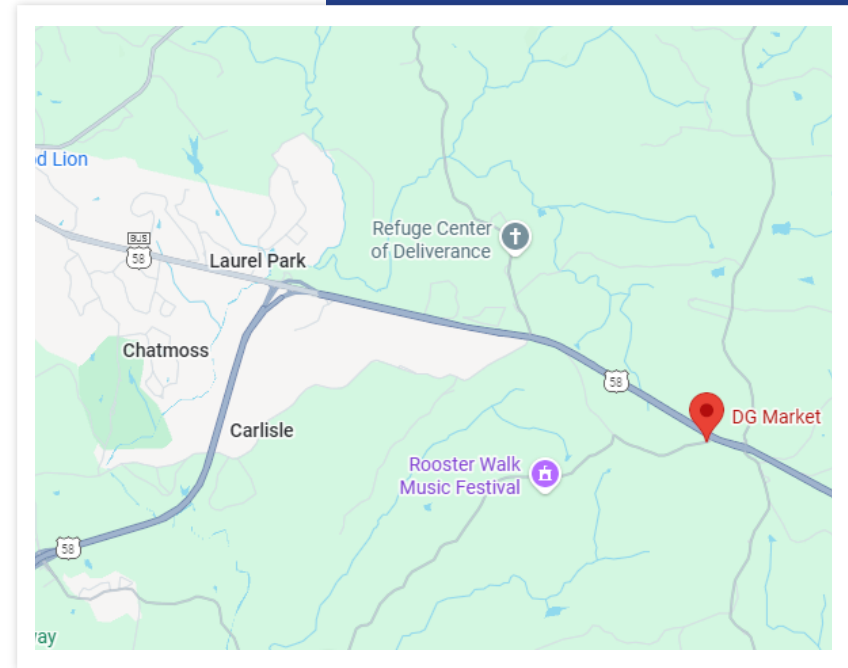 od Lion
BUS
58
Laurel Park
Refuge Center
of Deliverance
Chatmoss
58
DG Market
Carlisle
Rooster Walk
Music Festival
58
way